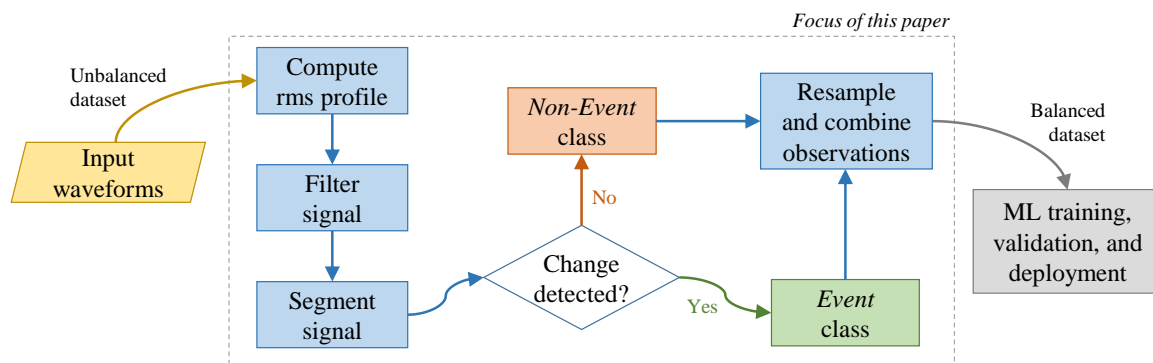 Focus of this paper
Unbalanced
dataset
Input
waveforms
Compute
rms profile
Filter
signal
Segment
signal
Change
detected?
No
Non-Event
class
Yes
Event
class
Resample
and combine
observations
Balanced
dataset
ML training,
validation, and
deployment